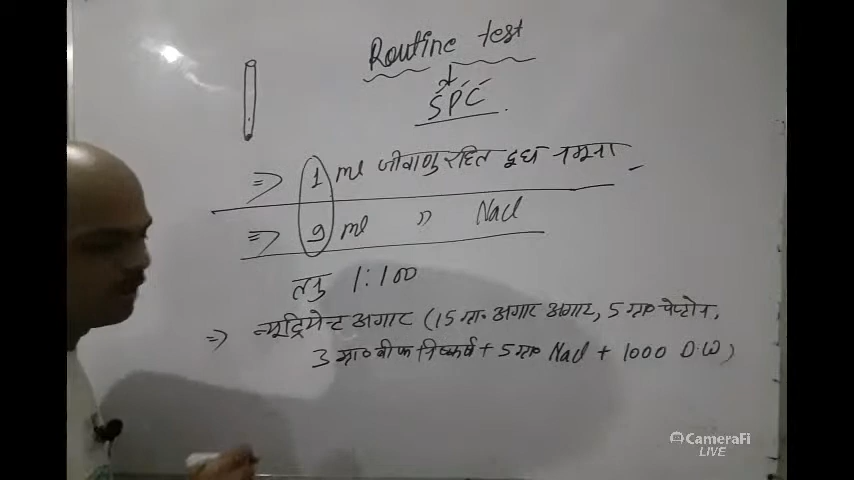 Routine test
SPC
⇒ 1 ml जीवाणु रहित दूध नमूना
⇒ 9 ml " NaCl
तनु 1:100
⇒ न्यूट्रिमेन्ट अगार (15 ग्रा० अगार अगार, 5 ग्रा० पेप्टोन,
3 ग्रा० बीफ निष्कर्ष + 5 ग्रा० NaCl + 1000 D.W)
CameraFi
LIVE